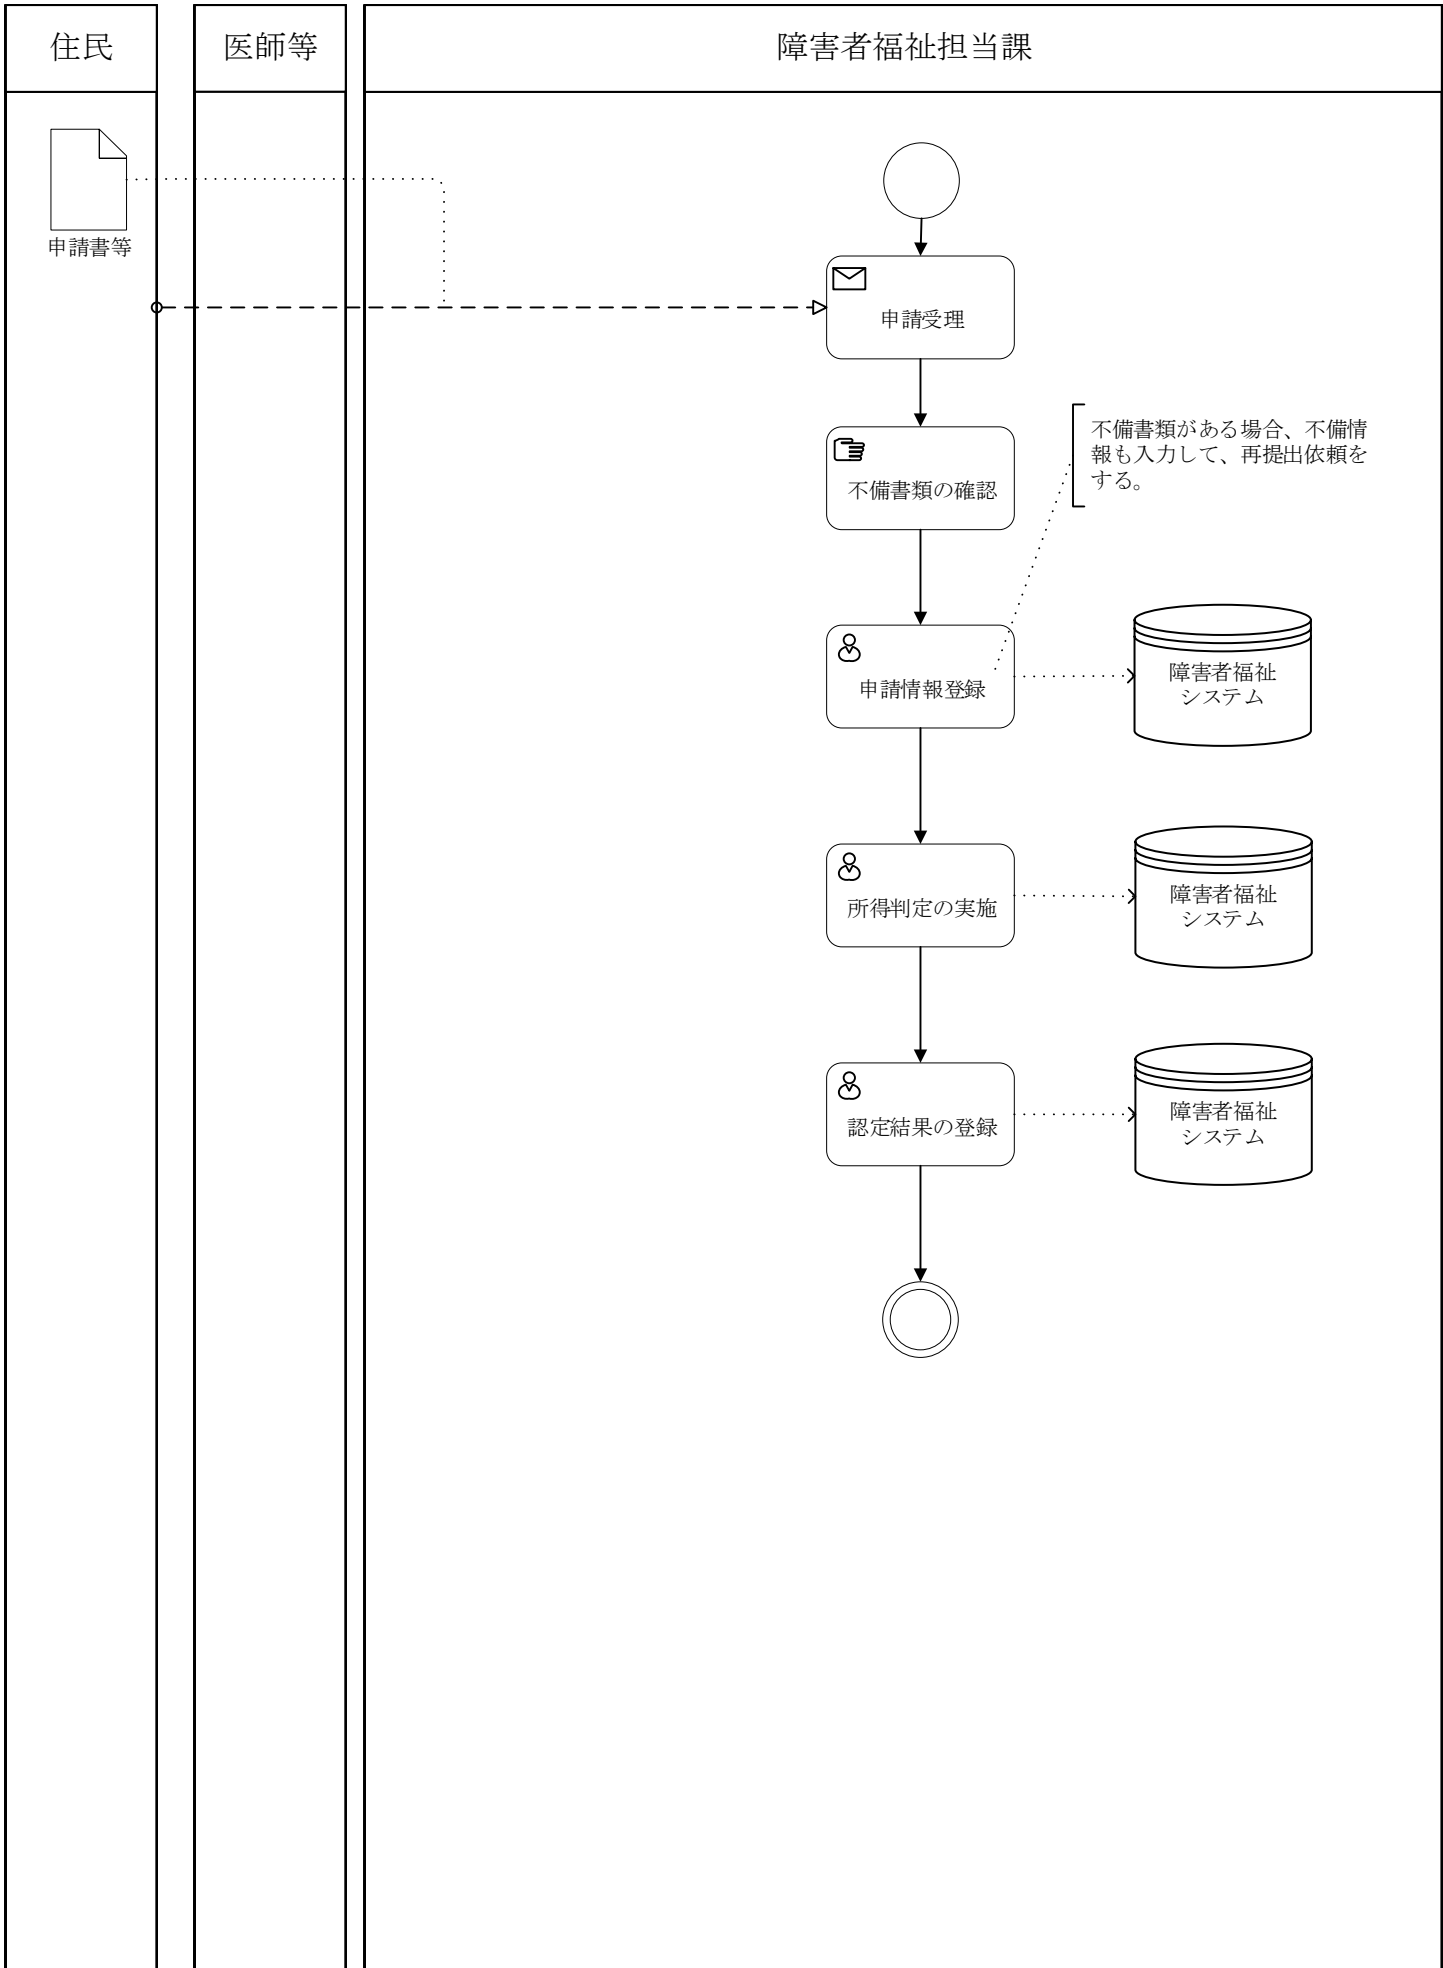 住民
医師等
障害者福祉担当課
申請書等
申請受理
不備書類の確認
不備書類がある場合、不備情
報も入力して、再提出依頼を
する。
申請情報登録
障害者福祉
システム
所得判定の実施
障害者福祉
システム
認定結果の登録
障害者福祉
システム